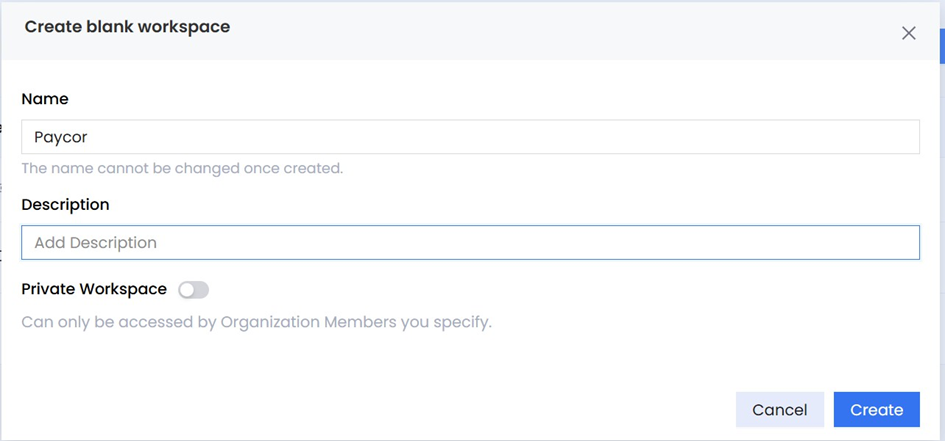 Create blank workspace
Name
Paycor
The name cannot be changed once created.
Description
Add Description
Private Workspace
Can only be accessed by Organization Members you specify.
Cancel
Create